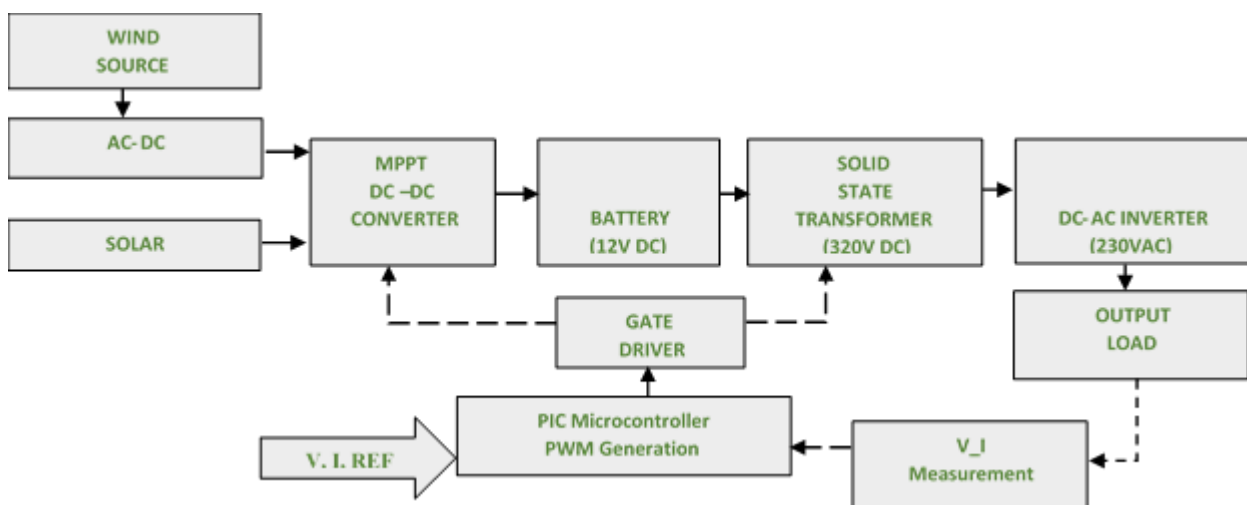 WIND
SOURCE
AC- DC
SOLAR
MPPT
DC –DC
CONVERTER
BATTERY
(12V DC)
SOLID
STATE
TRANSFORMER
(320V DC)
DC- AC INVERTER
(230VAC)
OUTPUT
LOAD
GATE
DRIVER
PIC Microcontroller
PWM Generation
V. I. REF
V_I
Measurement